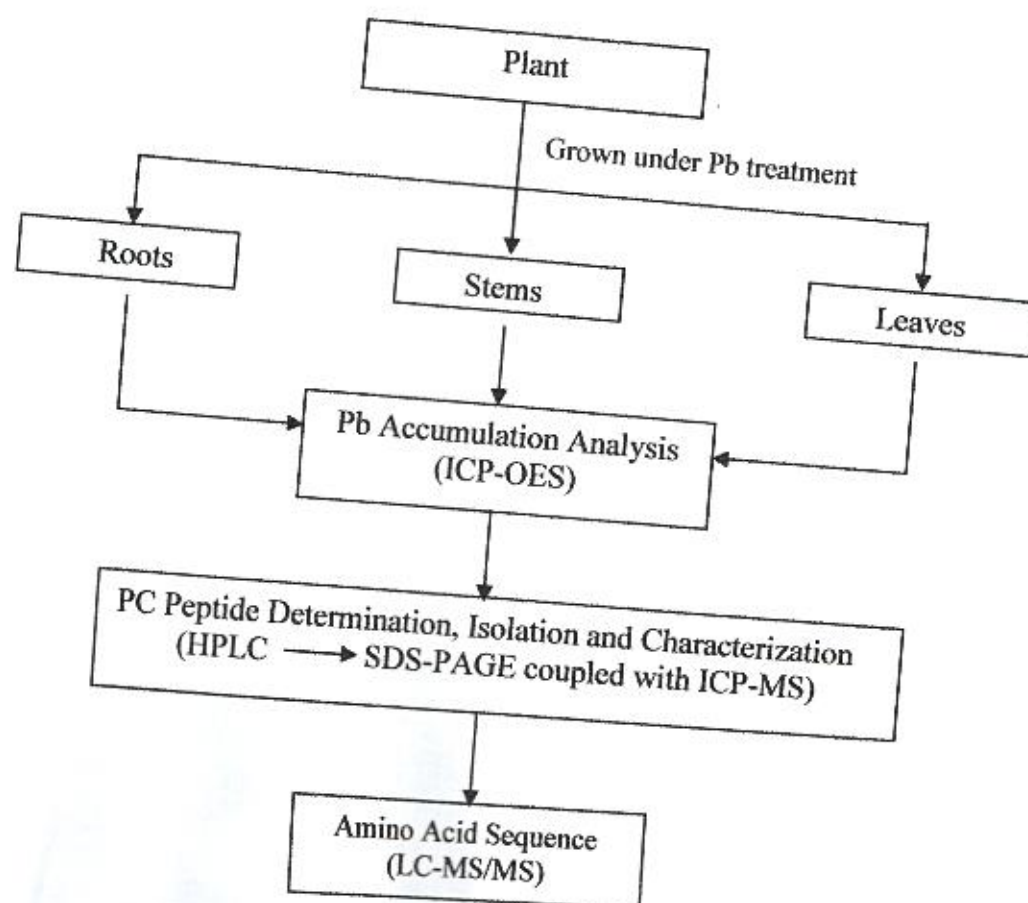 Plant
Grown under Pb treatment
Roots
Stems
Leaves
Pb Accumulation Analysis
(ICP-OES)
PC Peptide Determination, Isolation and Characterization
(HPLC → SDS-PAGE coupled with ICP-MS)
Amino Acid Sequence
(LC-MS/MS)